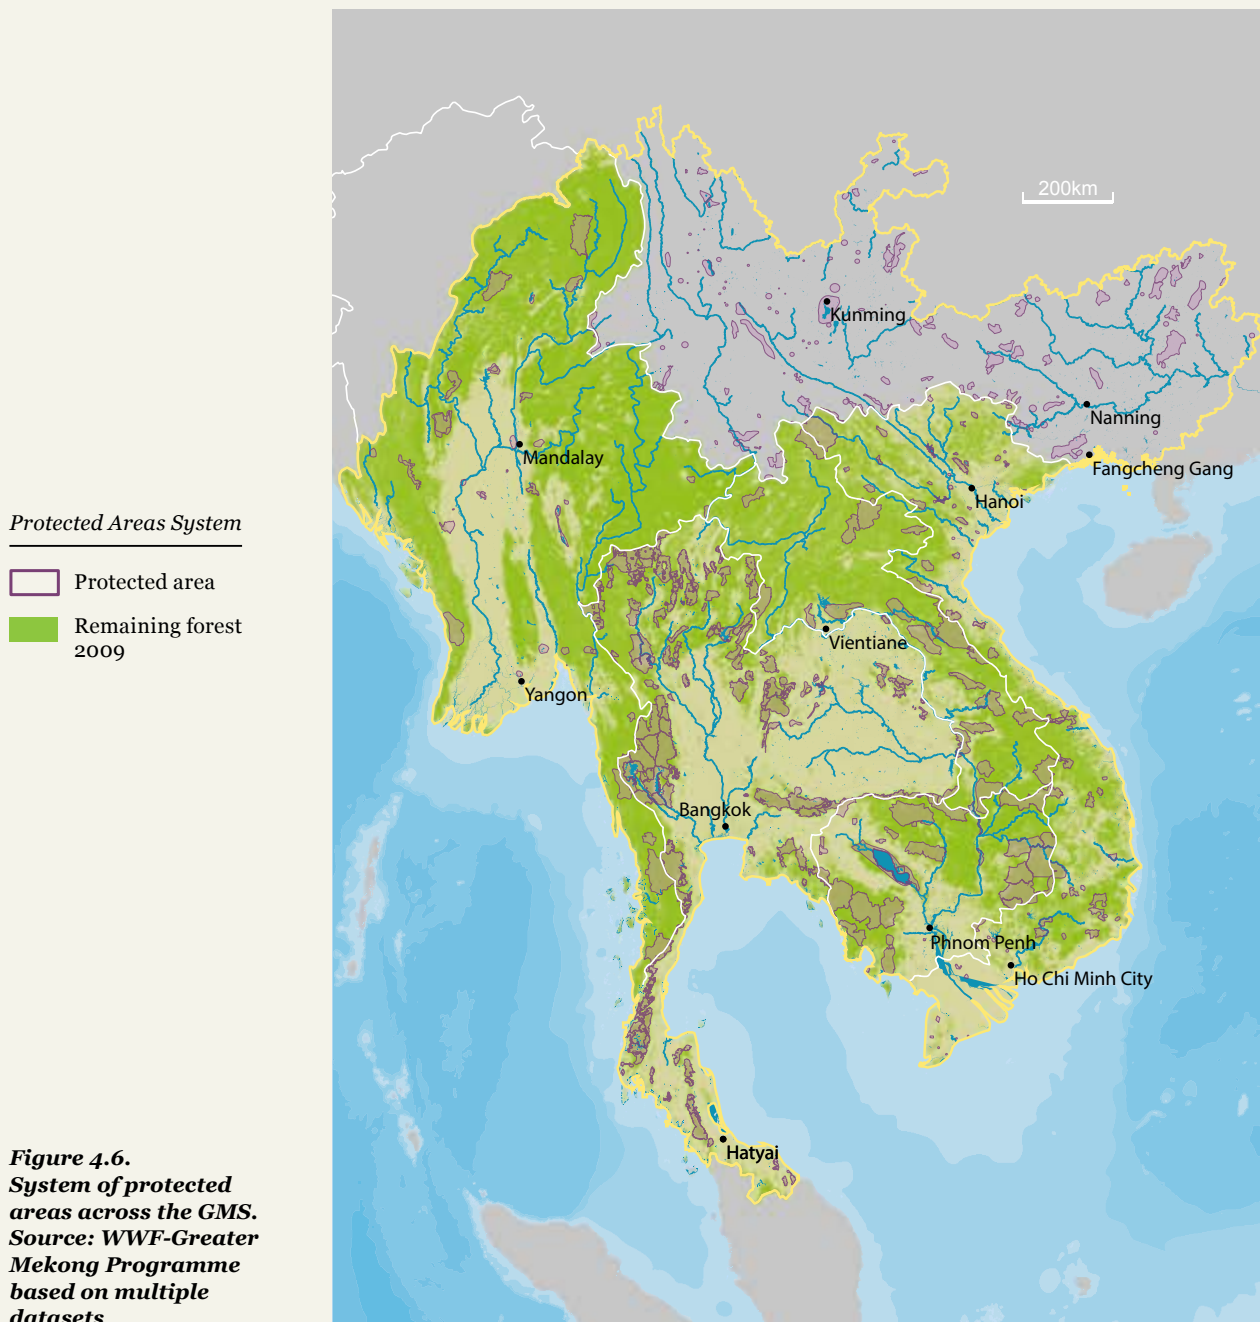 200km
Kunming
Nanning
Mandalay
Fangcheng Gang
Hanoi
Protected Areas System
Protected area
Remaining forest
2009
Vientiane
Yangon
Bangkok
Phnom Penh
Ho Chi Minh City
Hatyai
Figure 4.6.
System of protected
areas across the GMS.
Source: WWF-Greater
Mekong Programme
based on multiple
datasets